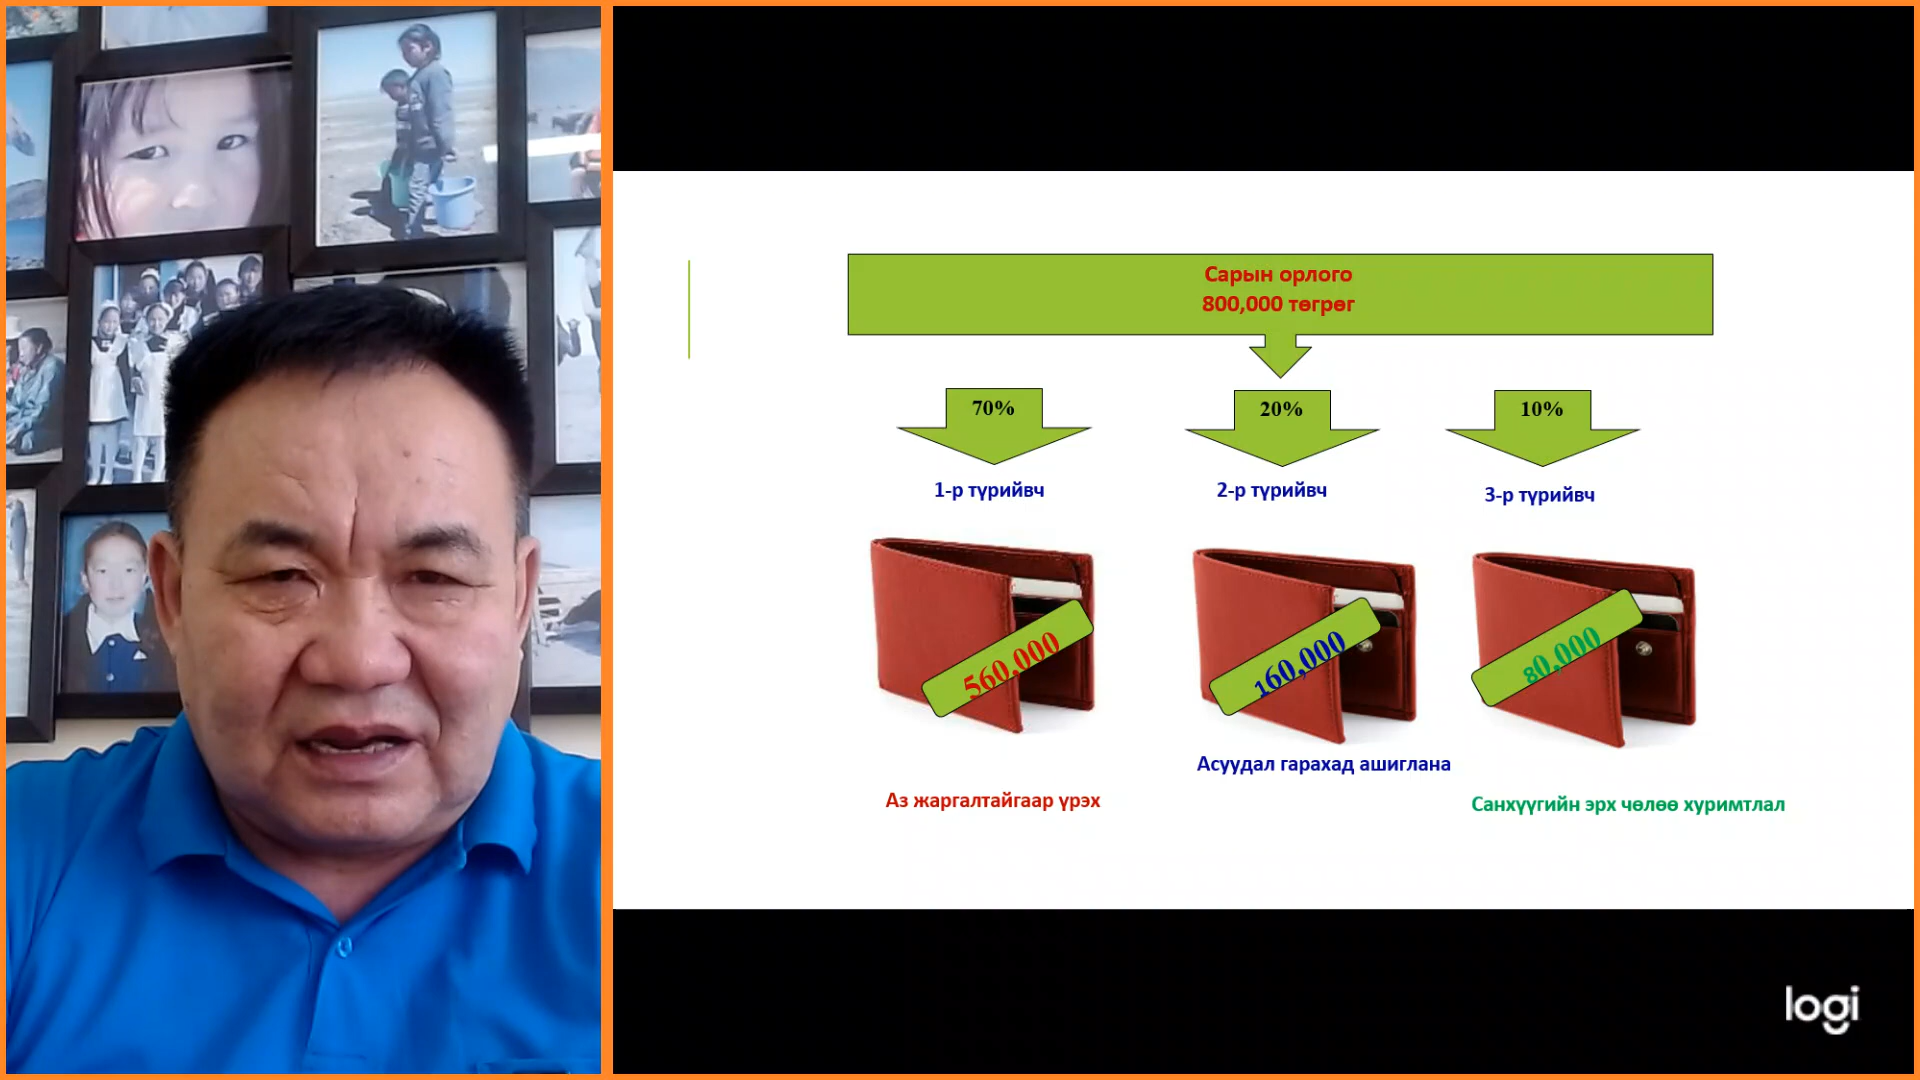 Сарын орлого
800,000 төгрөг
70%
20%
10%
1-р түрийвч
2-р түрийвч
3-р түрийвч
560,000
160,000
80,000
Асуудал гарахад ашиглана
Аз жаргалтайгаар үрэх
Санхүүгийн эрх чөлөө хуримтлал
logi